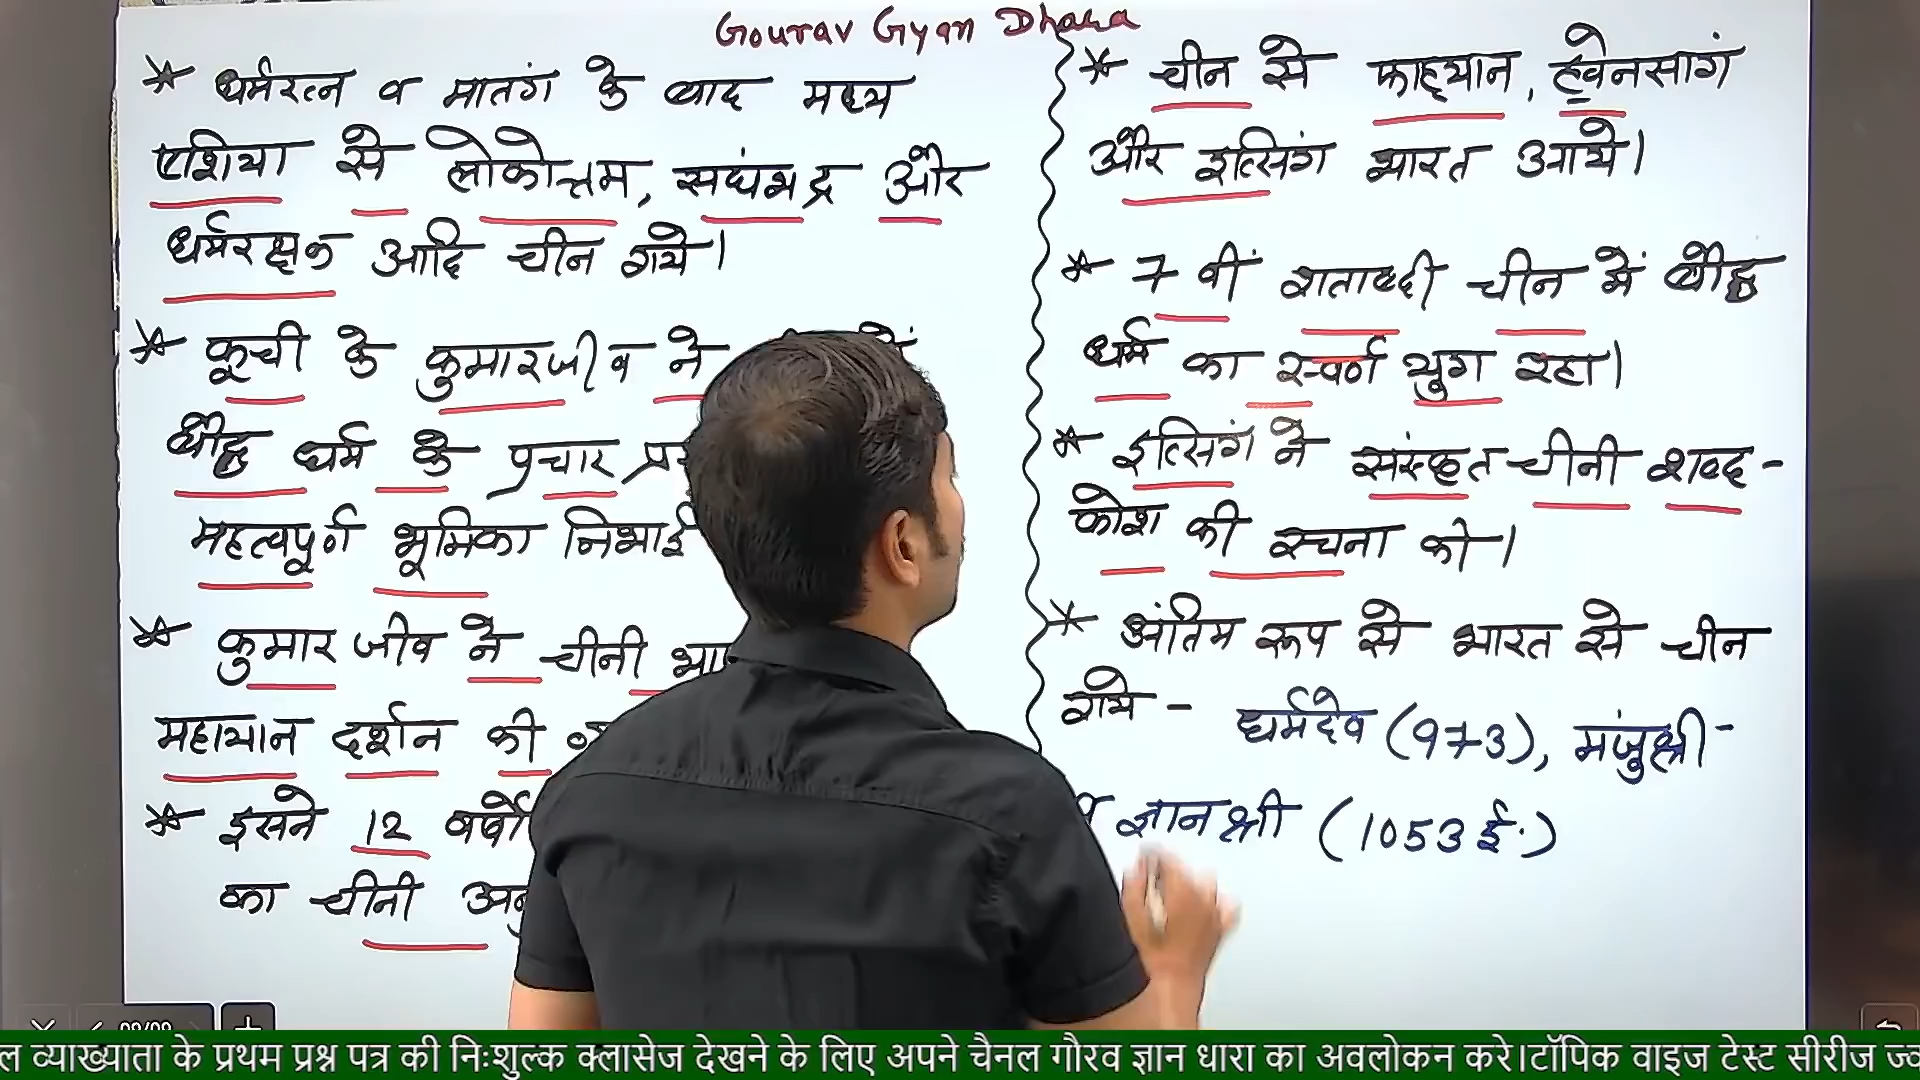 Gourav Gyan Dhara
* धर्मरत्न व मातंग के बाद मध्य
एशिया से लोकोत्तम, संघभद्र और
धर्मरक्षक आदि चीन गये।
* कूची के कुमारजीव ने में
बौद्ध धर्म के प्रचार
महत्वपूर्ण भूमिका निभाई
* कुमार जीव ने चीनी
महायान दर्शन की
* इसने 12 वर्षो
का चीनी
* चीन से फाह्यान, ह्वेनसांग
और इत्सिंग भारत आये।
* 7 वीं शताब्दी चीन में बौद्ध
धर्म का स्वर्ण युग रहा।
* इत्सिंग ने संस्कृत-चीनी शब्द-
कोश की रचना की।
* अंतिम रूप से भारत से चीन
गये - धर्मदेव (973), मंजुश्री-
ज्ञानश्री (1053 ई.)
व्याख्याता के प्रथम प्रश्न पत्र की निःशुल्क क्लासेज देखने के लिए अपने चैनल गौरव ज्ञान धारा का अवलोकन करे।टॉपिक वाइज टेस्ट सीरीज